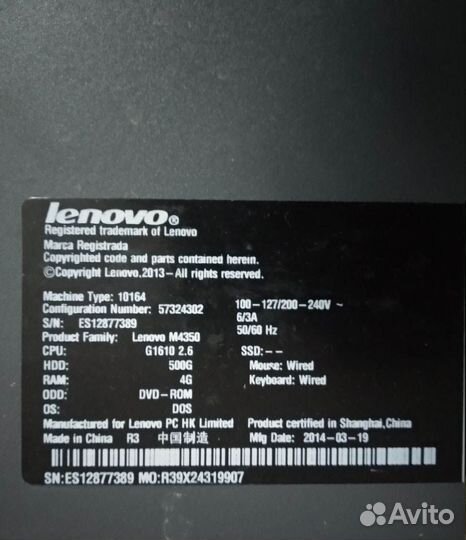 lenovo®
Registered trademark of Lenovo
Marca Registrada
Copyrighted code and parts contained herein.
©Copyright Lenovo.2013- All rights reserved.
Machine Type: 10164
Configuration Number: 57324302
S/N: ES12877389
Product Family: Lenovo M4350
CPU: G1610 2.6
HDD: 500G
RAM: 4G
ODD: DVD-ROM
OS: DOS
100-127/200-240V ~
6/3A
50/60 Hz
SSD:--
Mouse: Wired
Keyboard: Wired
Manufactured for Lenovo PC HK Limited Product certified in Shanghai,China
Made in China R3 中国制造 Mfg Date: 2014-03-19
SN:ES12877389 MO:R39X24319907
Avito